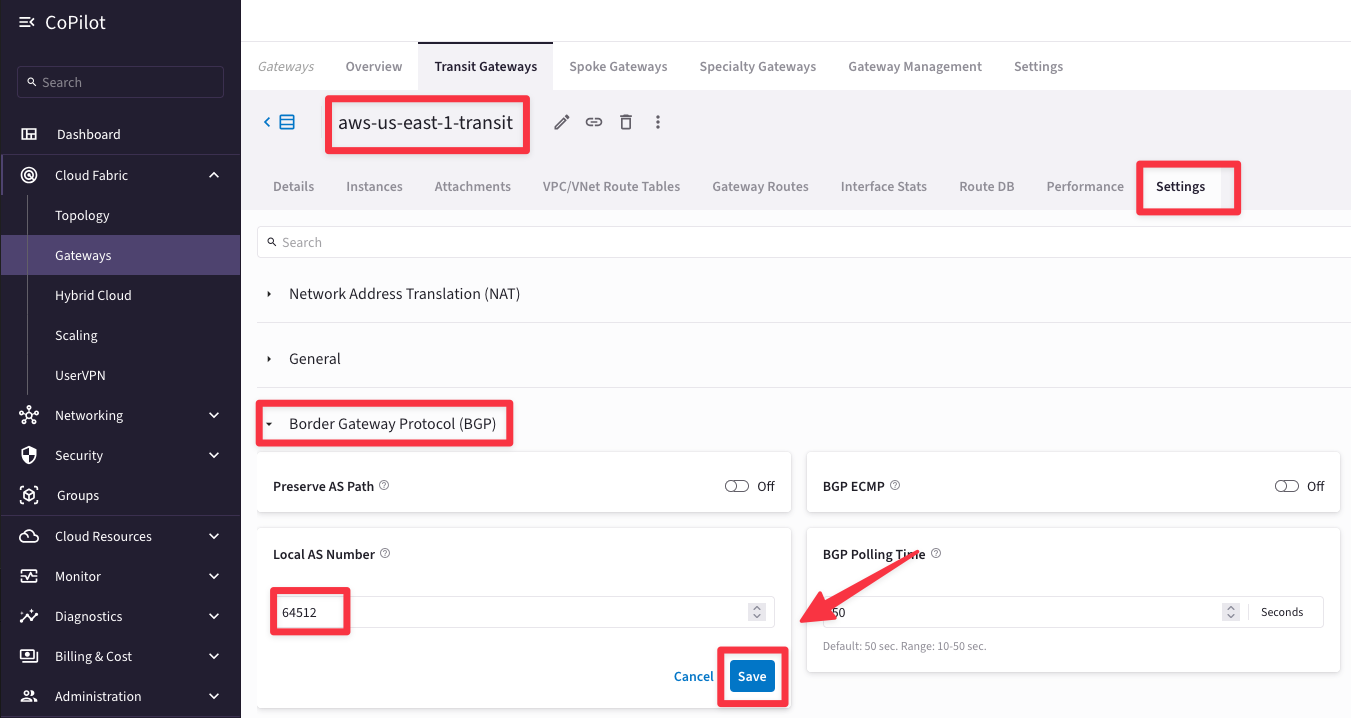 CoPilot
Search
Dashboard
Cloud Fabric
Topology
Gateways
Hybrid Cloud
Scaling
UserVPN
Networking
Security
Groups
Cloud Resources
Monitor
Diagnostics
Billing & Cost
Administration
Gateways Overview Transit Gateways Spoke Gateways Specialty Gateways Gateway Management Settings
aws-us-east-1-transit
Details Instances Attachments VPC/VNet Route Tables Gateway Routes Interface Stats Route DB Performance Settings
Search
Network Address Translation (NAT)
General
Border Gateway Protocol (BGP)
Preserve AS Path Off
BGP ECMP Off
Local AS Number
64512
Cancel Save
BGP Polling Time
50 Seconds
Default: 50 sec. Range: 10-50 sec.